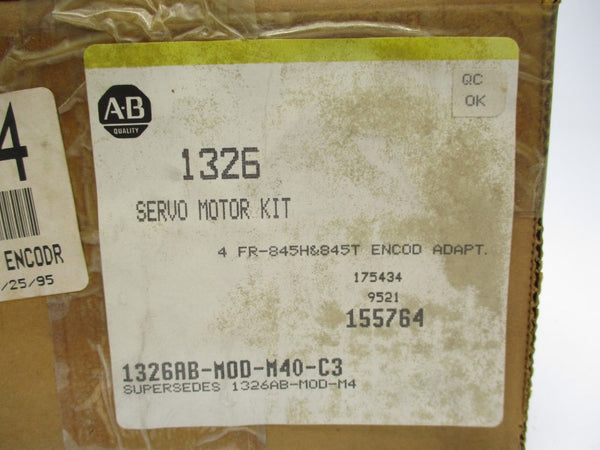 QC
OK
A-B
QUALITY
1326
SERVO MOTOR KIT
4 FR-845H&845T ENCOD ADAPT.
175434
9521
155764
1326AB-MOD-M40-C3
SUPERSEDES 1326AB-MOD-M4
4
ENCODR
/25/95